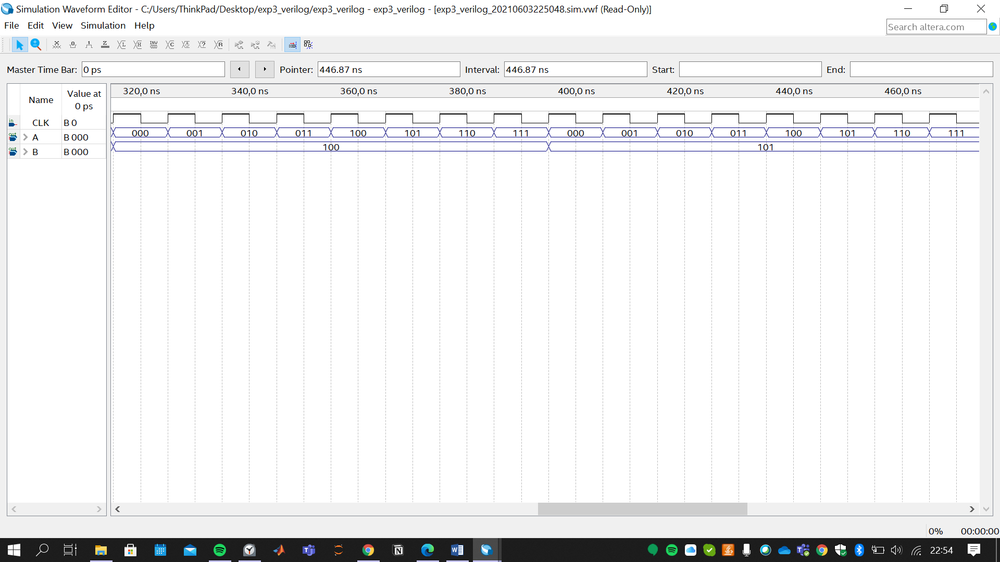 Simulation Waveform Editor - C:/Users/ThinkPad/Desktop/exp3_verilog/exp3_verilog - exp3_verilog - [exp3_verilog_20210603225048.sim.vwf (Read-Only)]
File Edit View Simulation Help
Search altera.com
Master Time Bar: 0 ps Pointer: 446.87 ns Interval: 446.87 ns Start: End:
Name Value at 0 ps
320,0 ns 340,0 ns 360,0 ns 380,0 ns 400,0 ns 420,0 ns 440,0 ns 460,0 ns
CLK B 0
A B 000 000 001 010 011 100 101 110 111 000 001 010 011 100 101 110 111
B B 000 100 101
0% 00:00:00
22:54